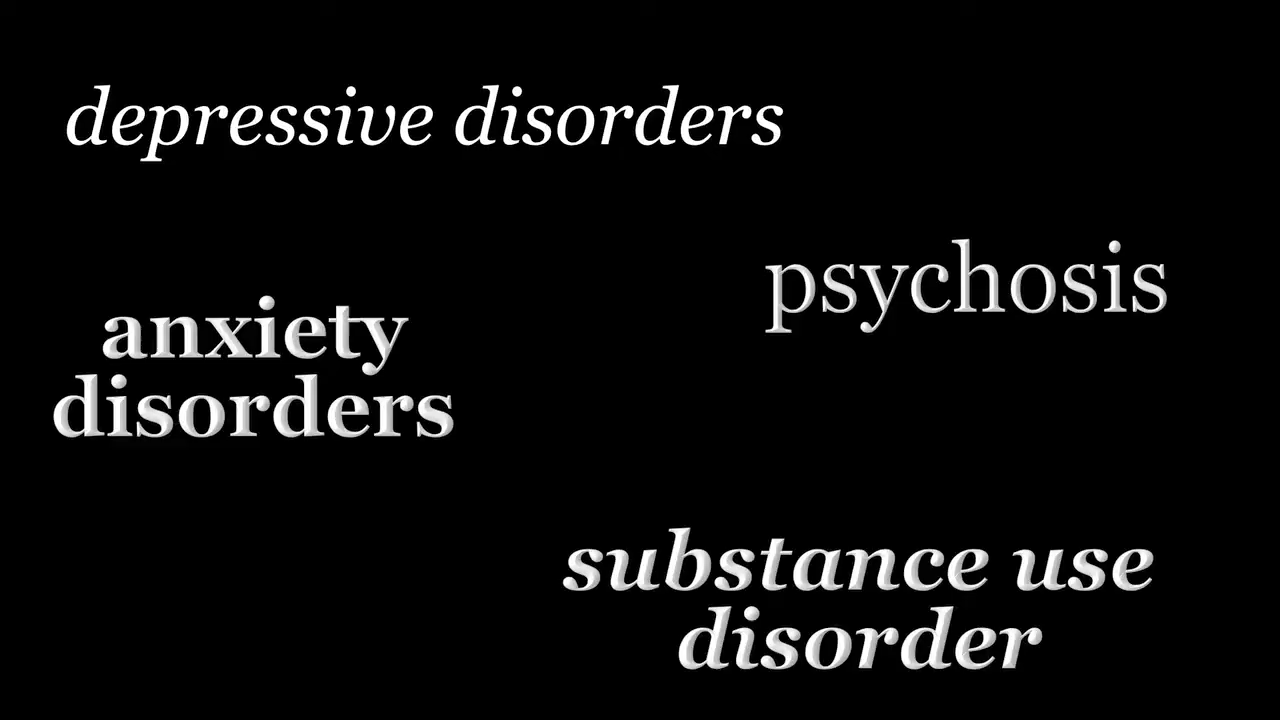 depressive disorders
psychosis
anxiety
disorders
substance use
disorder